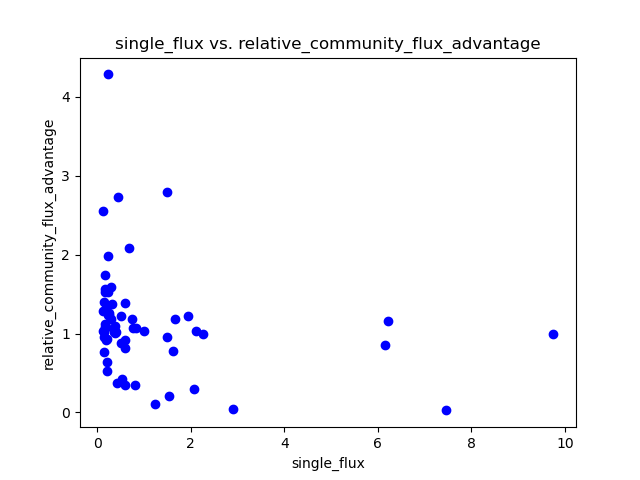 single_flux vs. relative_community_flux_advantage
relative_community_flux_advantage
4
3
2
1
0
0 2 4 6 8 10
single_flux